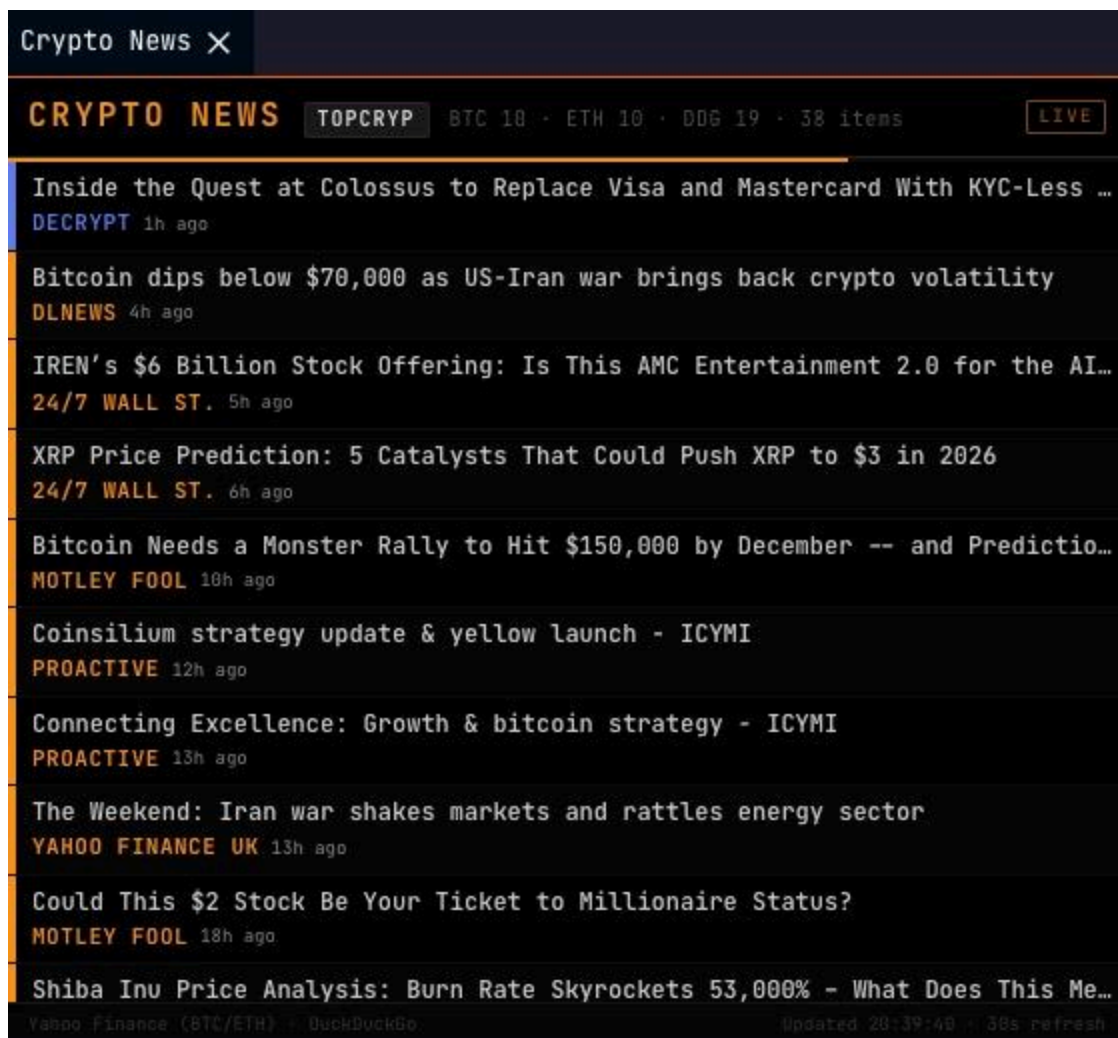 Crypto News ×
CRYPTO NEWS TOPCRYP BTC 10 · ETH 10 · DDG 19 · 38 items LIVE
Inside the Quest at Colossus to Replace Visa and Mastercard With KYC-Less …
DECRYPT 1h ago
Bitcoin dips below $70,000 as US-Iran war brings back crypto volatility
DLNEWS 4h ago
IREN’s $6 Billion Stock Offering: Is This AMC Entertainment 2.0 for the AI…
24/7 WALL ST. 5h ago
XRP Price Prediction: 5 Catalysts That Could Push XRP to $3 in 2026
24/7 WALL ST. 6h ago
Bitcoin Needs a Monster Rally to Hit $150,000 by December -- and Predictio…
MOTLEY FOOL 10h ago
Coinsilium strategy update & yellow launch - ICYMI
PROACTIVE 12h ago
Connecting Excellence: Growth & bitcoin strategy - ICYMI
PROACTIVE 13h ago
The Weekend: Iran war shakes markets and rattles energy sector
YAHOO FINANCE UK 13h ago
Could This $2 Stock Be Your Ticket to Millionaire Status?
MOTLEY FOOL 18h ago
Shiba Inu Price Analysis: Burn Rate Skyrockets 53,000% – What Does This Me…
Yahoo Finance (BTC/ETH) · DuckDuckGo Updated 20:39:40 · 30s refresh